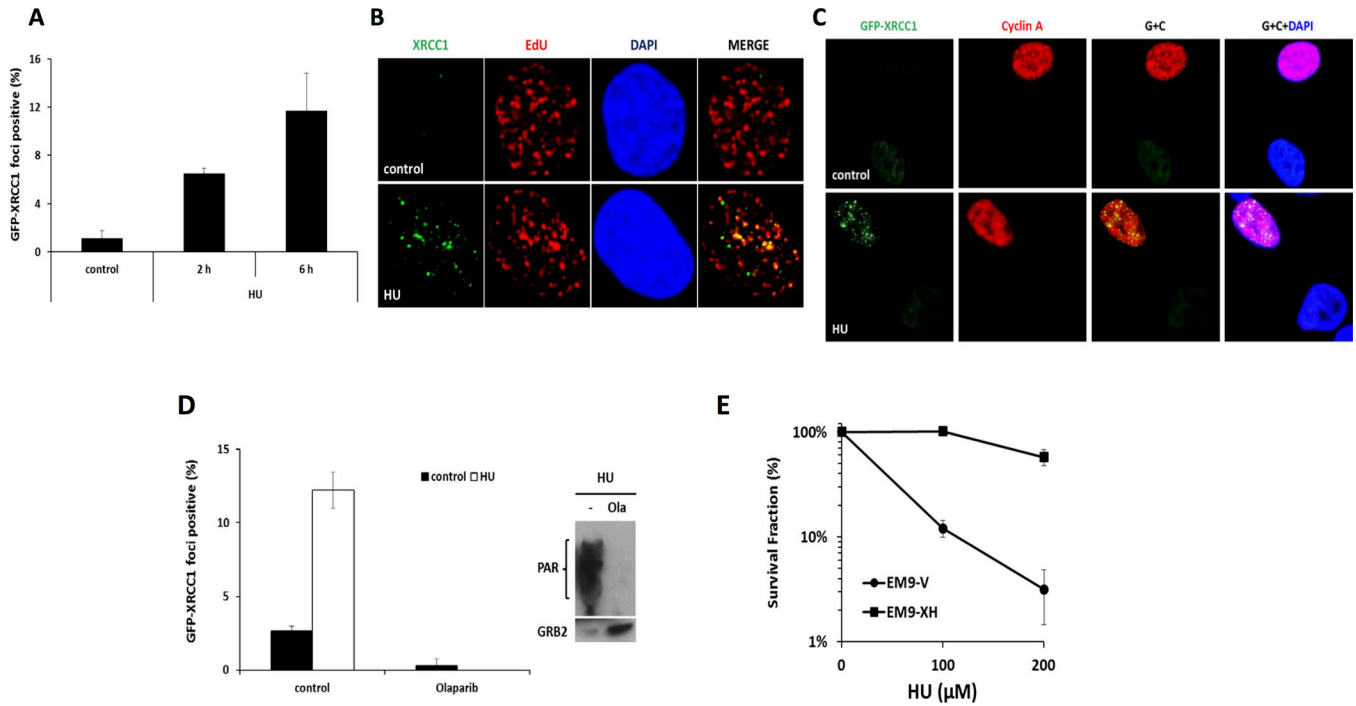 A
GFP-XRCC1 foci positive (%)
16
12
8
4
0
control
2 h
6 h
HU
B
XRCC1 EdU DAPI MERGE
control
HU
C
GFP-XRCC1 Cyclin A G+C G+C+DAPI
control
HU
D
GFP-XRCC1 foci positive (%)
15
10
5
0
control HU
control
Olaparib
HU
- Ola
PAR
GRB2
E
Survival Fraction (%)
100%
10%
1%
EM9-V
EM9-XH
0 100 200
HU (µM)